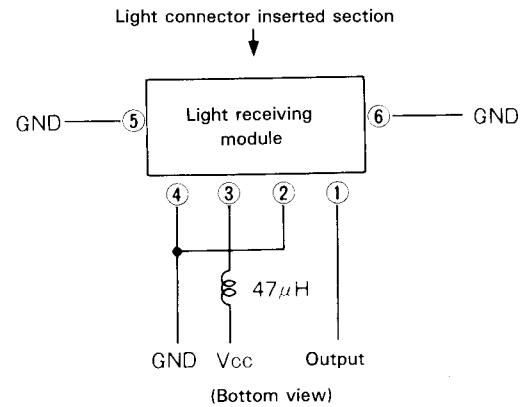 Light connector inserted section
GND
5
Light receiving
module
6
GND
4
3
2
1
47μH
GND
Vcc
Output
(Bottom view)